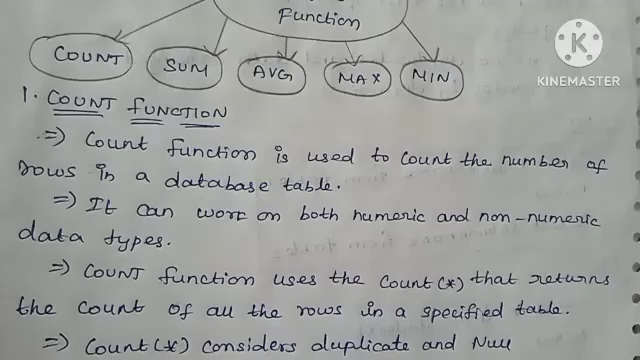 Function
COUNT SUM AVG MAX MIN.
KINEMASTER
1. COUNT FUNCTION
=> Count function is used to count the number of
rows in a database table.
=> It can work on both numeric and non-numeric
data types.
=> COUNT function uses the Count(*) that returns
the count of all the rows in a specified table.
=> Count(*) considers duplicate and Null